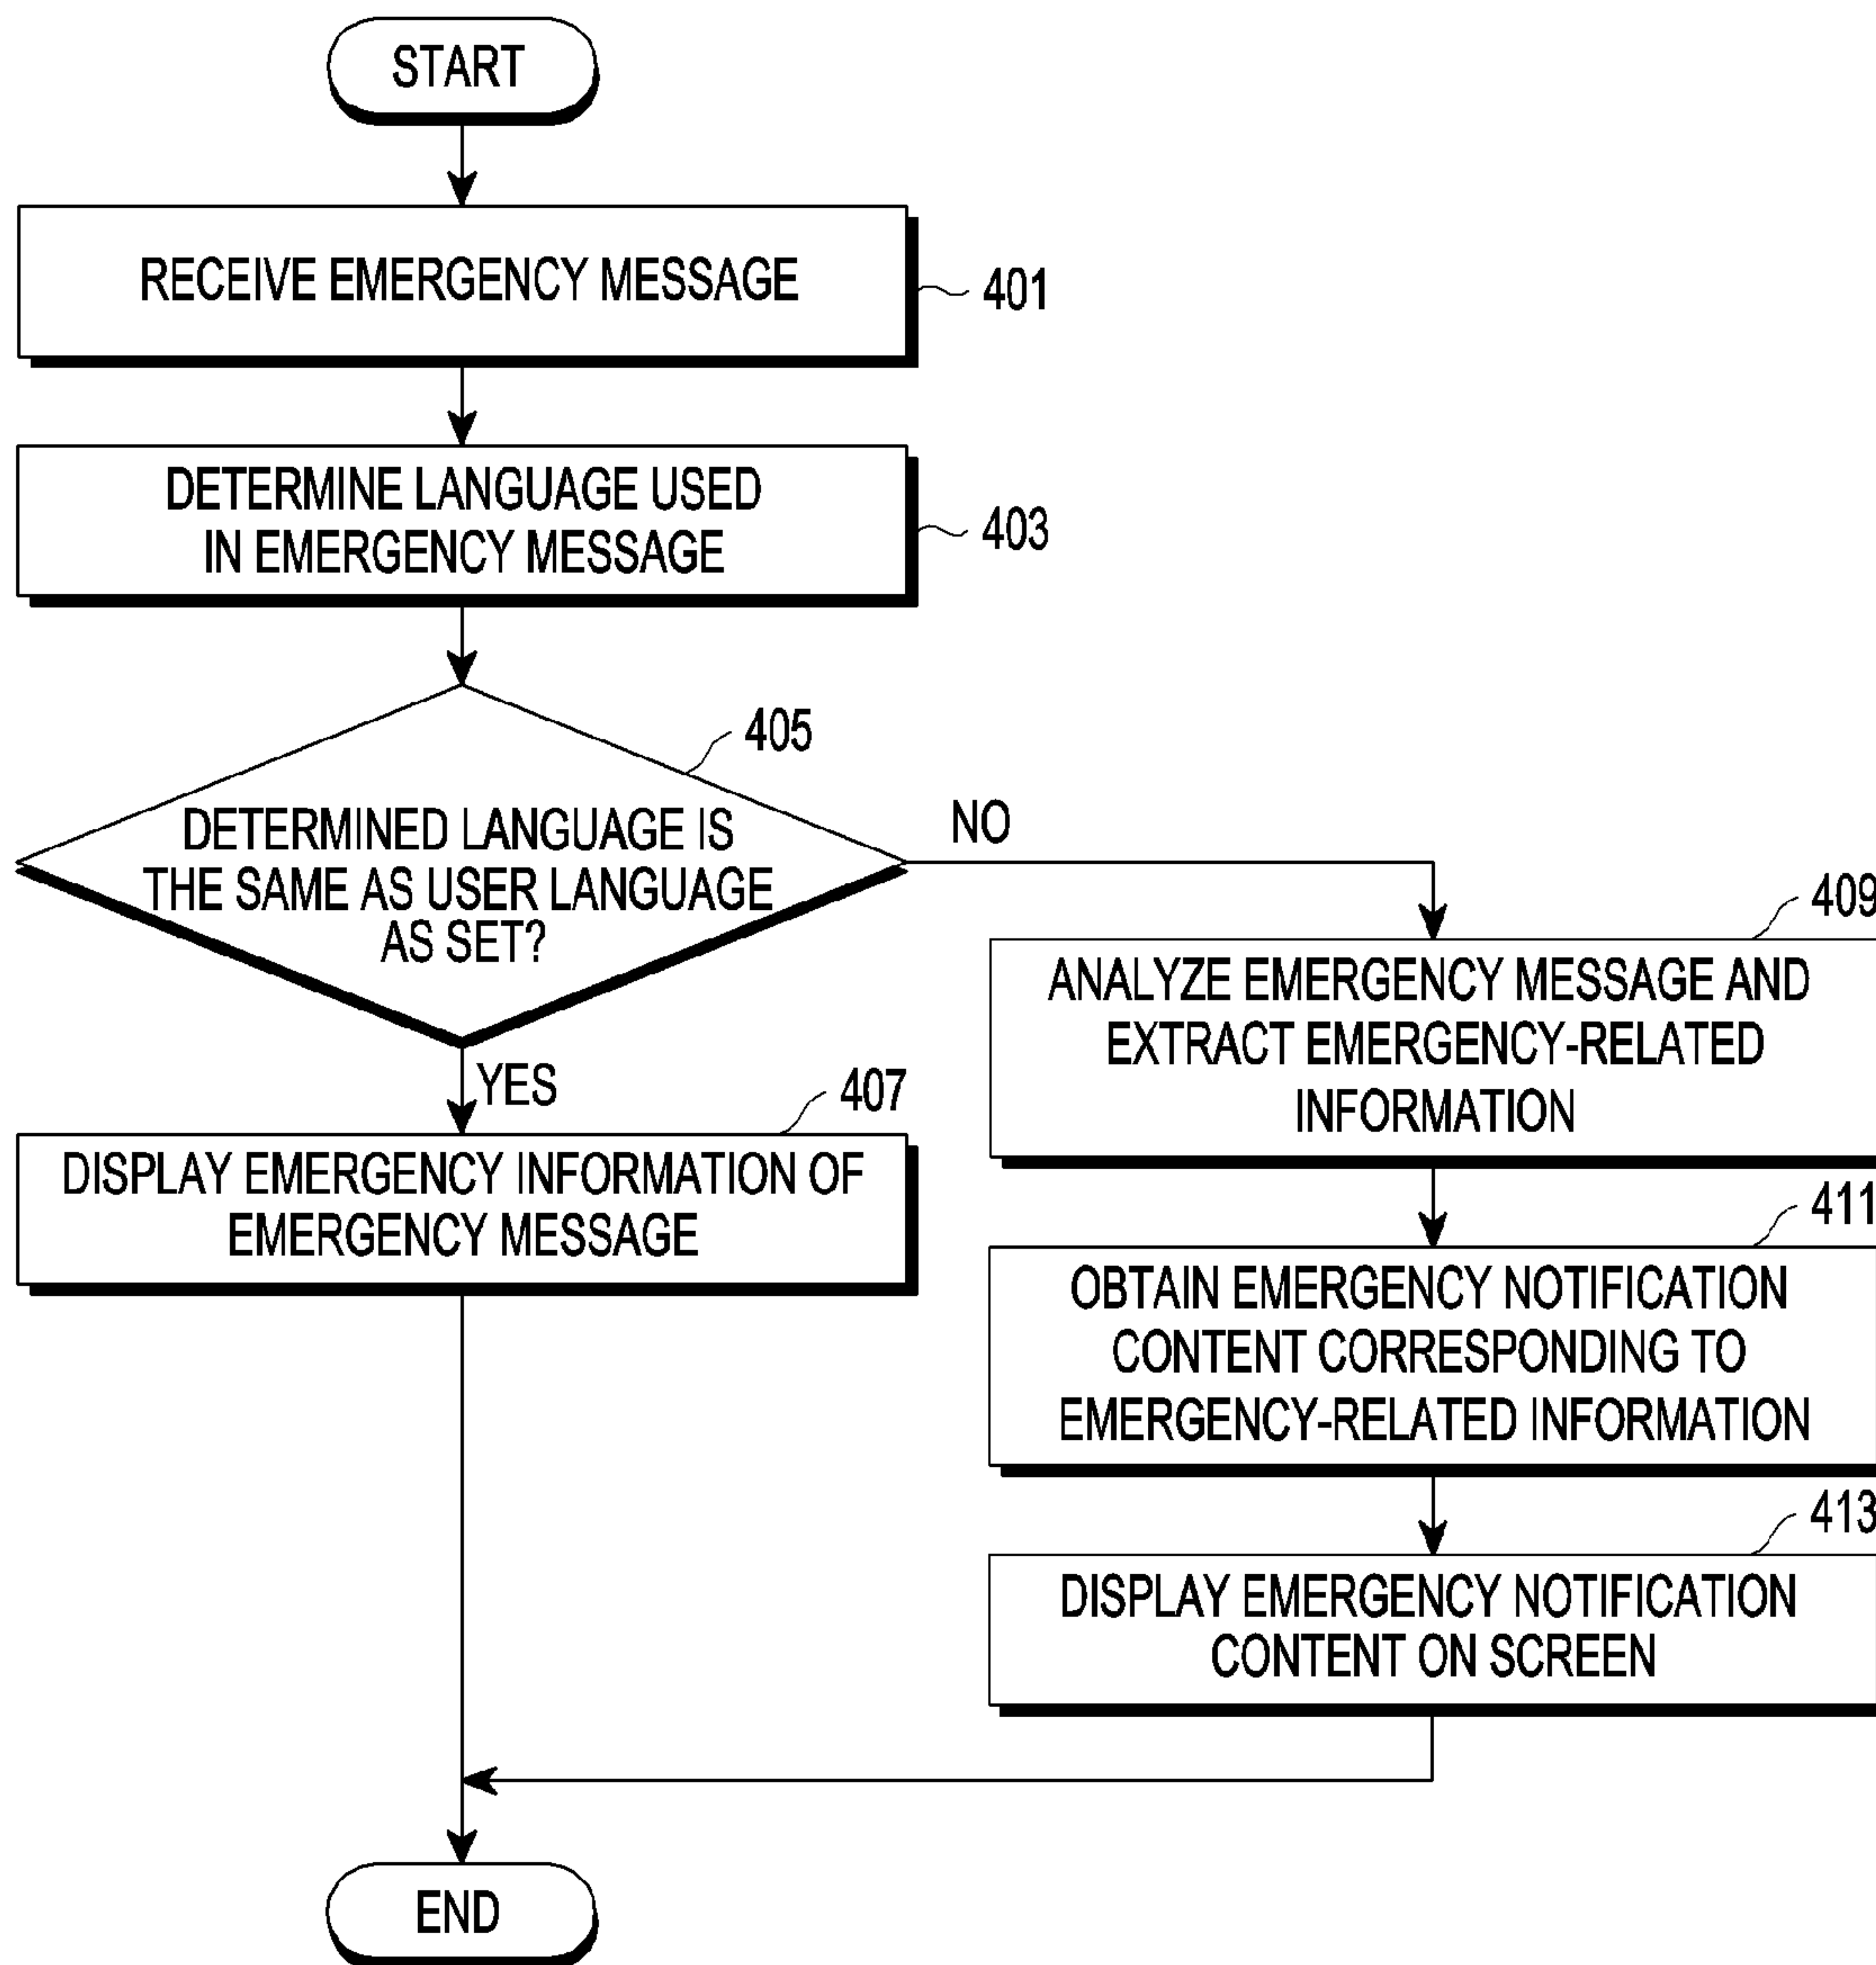 START
RECEIVE EMERGENCY MESSAGE
401
DETERMINE LANGUAGE USED
IN EMERGENCY MESSAGE
403
405
DETERMINED LANGUAGE IS
THE SAME AS USER LANGUAGE
AS SET?
NO
YES
407
DISPLAY EMERGENCY INFORMATION OF
EMERGENCY MESSAGE
409
ANALYZE EMERGENCY MESSAGE AND
EXTRACT EMERGENCY-RELATED
INFORMATION
411
OBTAIN EMERGENCY NOTIFICATION
CONTENT CORRESPONDING TO
EMERGENCY-RELATED INFORMATION
413
DISPLAY EMERGENCY NOTIFICATION
CONTENT ON SCREEN
END